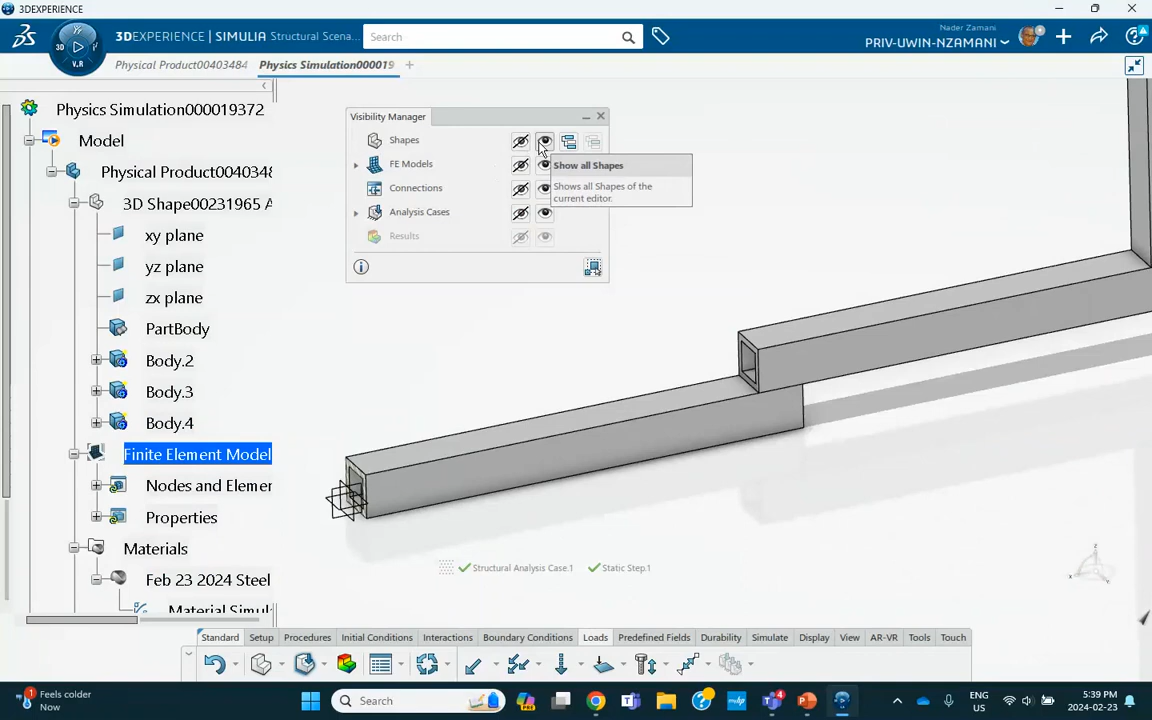 3DEXPERIENCE
3DEXPERIENCE | SIMULIA Structural Scena...
Search
Nader Zamani
PRIV-UWIN-NZAMANI
3D
V.R
Physical Product00403484
Physics Simulation000019
Physics Simulation000019372
Model
Physical Product0040348
3D Shape00231965 A
xy plane
yz plane
zx plane
PartBody
Body.2
Body.3
Body.4
Finite Element Model
Nodes and Elemer
Properties
Materials
Feb 23 2024 Steel
Material Simul
Visibility Manager
Shapes
FE Models
Connections
Analysis Cases
Results
Show all Shapes
Shows all Shapes of the
current editor.
Structural Analysis Case.1
Static Step.1
Standard Setup Procedures Initial Conditions Interactions Boundary Conditions Loads Predefined Fields Durability Simulate Display View AR-VR Tools Touch
1
Feels colder
Now
Search
4
ENG
US
5:39 PM
2024-02-23